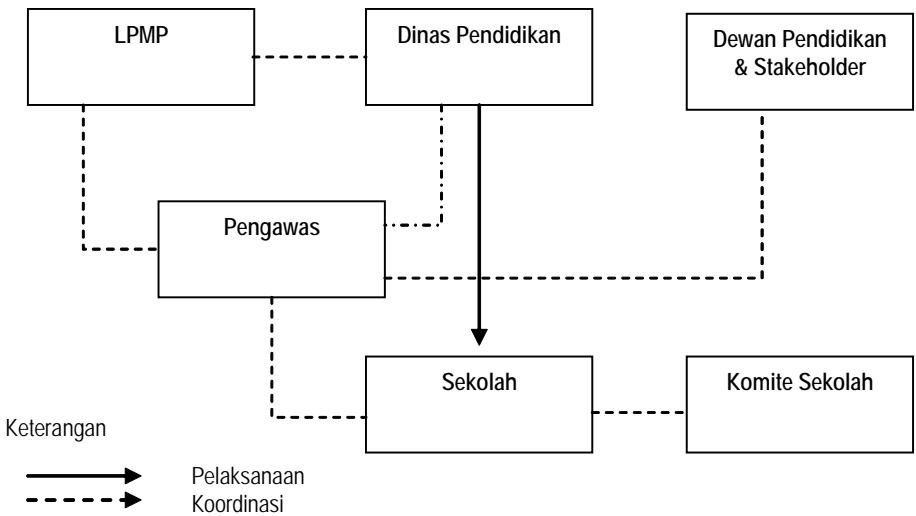 LPMP
Dinas Pendidikan
Dewan Pendidikan
& Stakeholder
Pengawas
Sekolah
Komite Sekolah
Keterangan
Pelaksanaan
Koordinasi